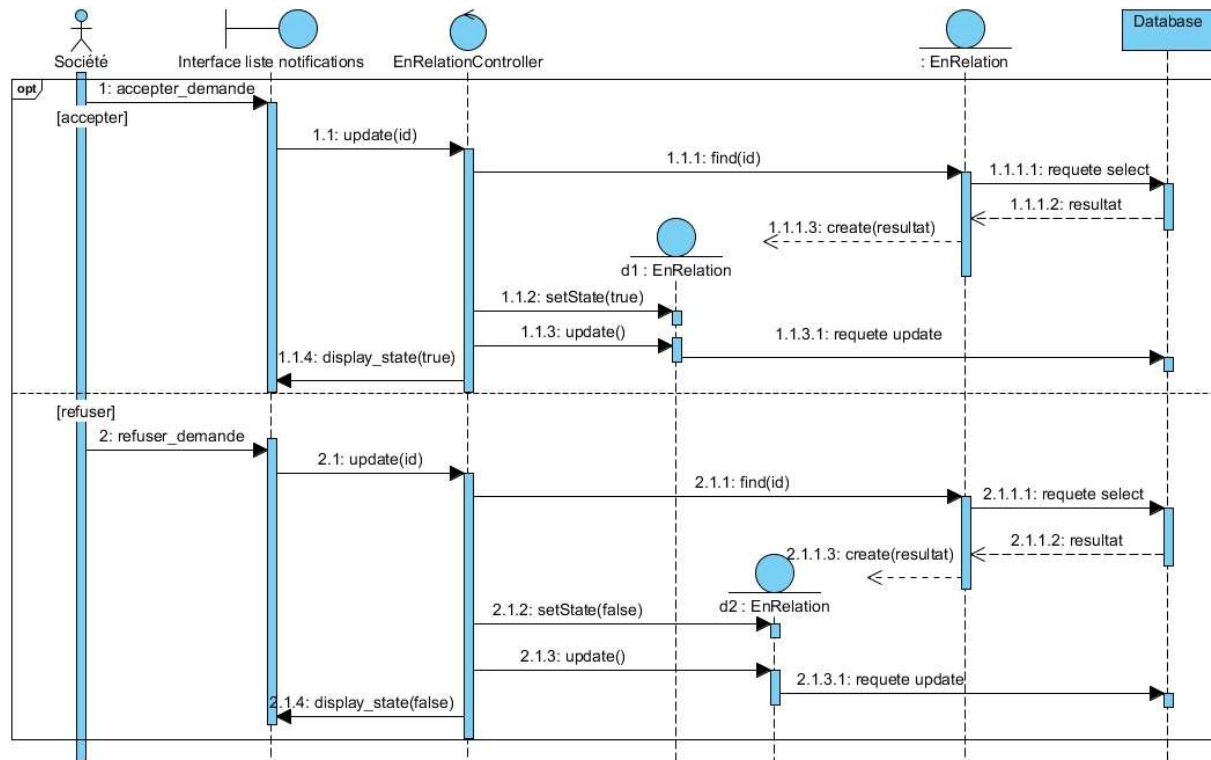 Société
Interface liste notifications
EnRelationController
: EnRelation
Database
opt
1: accepter_demande
[accepter]
1.1: update(id)
1.1.1: find(id)
1.1.1.1: requete select
1.1.1.2: resultat
1.1.1.3: create(resultat)
d1 : EnRelation
1.1.2: setState(true)
1.1.3: update()
1.1.3.1: requete update
1.1.4: display_state(true)
[refuser]
2: refuser_demande
2.1: update(id)
2.1.1: find(id)
2.1.1.1: requete select
2.1.1.2: resultat
2.1.1.3: create(resultat)
d2 : EnRelation
2.1.2: setState(false)
2.1.3: update()
2.1.3.1: requete update
2.1.4: display_state(false)